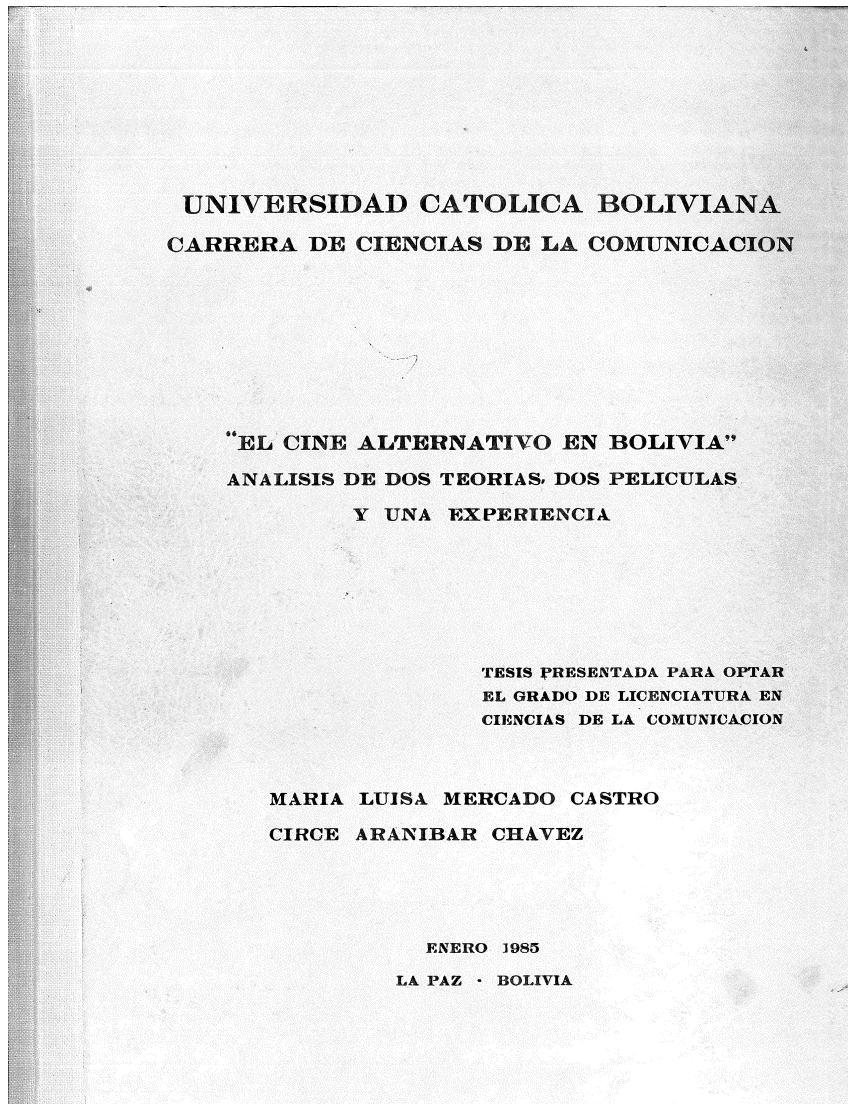 UNIVERSIDAD CATOLICA BOLIVIANA
CARRERA DE CIENCIAS DE LA COMUNICACION
"EL CINE ALTERNATIVO EN BOLIVIA"
ANALISIS DE DOS TEORIAS, DOS PELICULAS
Y UNA EXPERIENCIA
TESIS PRESENTADA PARA OPTAR
EL GRADO DE LICENCIATURA EN
CIENCIAS DE LA COMUNICACION
MARIA LUISA MERCADO CASTRO
CIRCE ARANIBAR CHAVEZ
ENERO 1985
LA PAZ - BOLIVIA